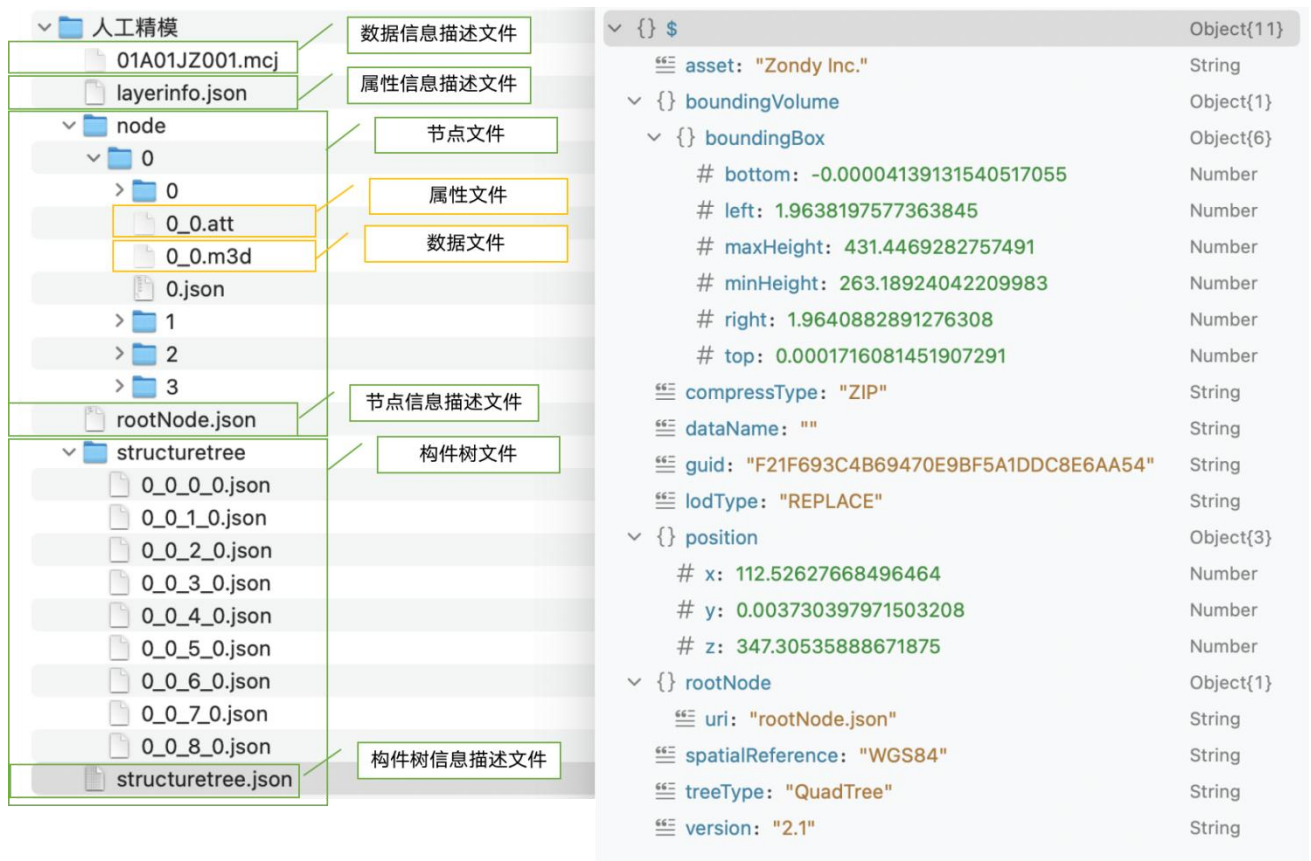 人工精模
01A01JZ001.mcj
layerinfo.json
node
0
0
0_0.att
0_0.m3d
0.json
1
2
3
rootNode.json
structuretree
0_0_0_0.json
0_0_1_0.json
0_0_2_0.json
0_0_3_0.json
0_0_4_0.json
0_0_5_0.json
0_0_6_0.json
0_0_7_0.json
0_0_8_0.json
structuretree.json
数据信息描述文件
属性信息描述文件
节点文件
属性文件
数据文件
节点信息描述文件
构件树文件
构件树信息描述文件
{} $ Object{11}
asset: "Zondy Inc." String
{} boundingVolume Object{1}
{} boundingBox Object{6}
# bottom: -0.00004139131540517055 Number
# left: 1.9638197577363845 Number
# maxHeight: 431.4469282757491 Number
# minHeight: 263.18924042209983 Number
# right: 1.9640882891276308 Number
# top: 0.0001716081451907291 Number
compressType: "ZIP" String
dataName: "" String
guid: "F21F693C4B69470E9BF5A1DDC8E6AA54" String
lodType: "REPLACE" String
{} position Object{3}
# x: 112.52627668496464 Number
# y: 0.003730397971503208 Number
# z: 347.30535888671875 Number
{} rootNode Object{1}
uri: "rootNode.json" String
spatialReference: "WGS84" String
treeType: "QuadTree" String
version: "2.1" String